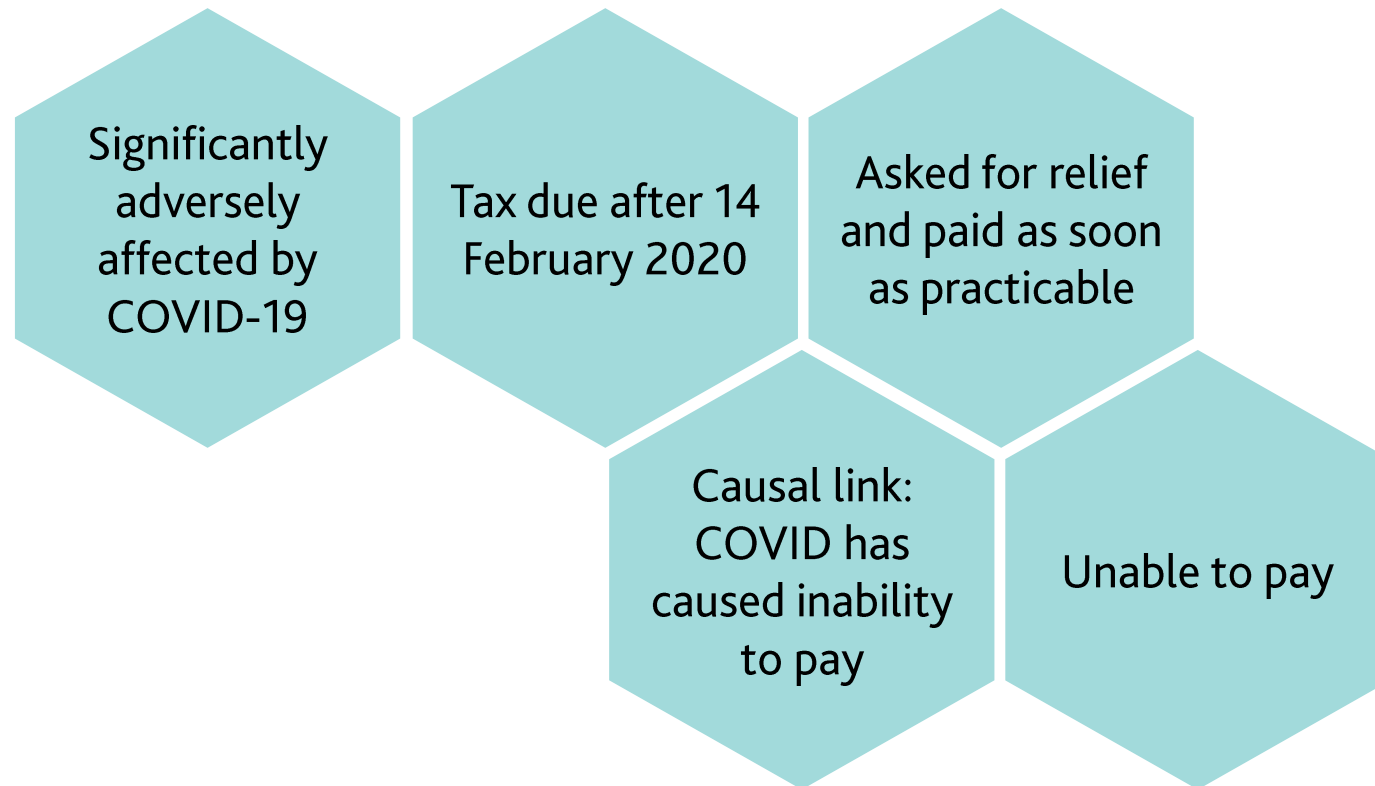 Significantly
adversely
affected by
COVID-19
Tax due after 14
February 2020
Asked for relief
and paid as soon
as practicable
Causal link:
COVID has
caused inability
to pay
Unable to pay